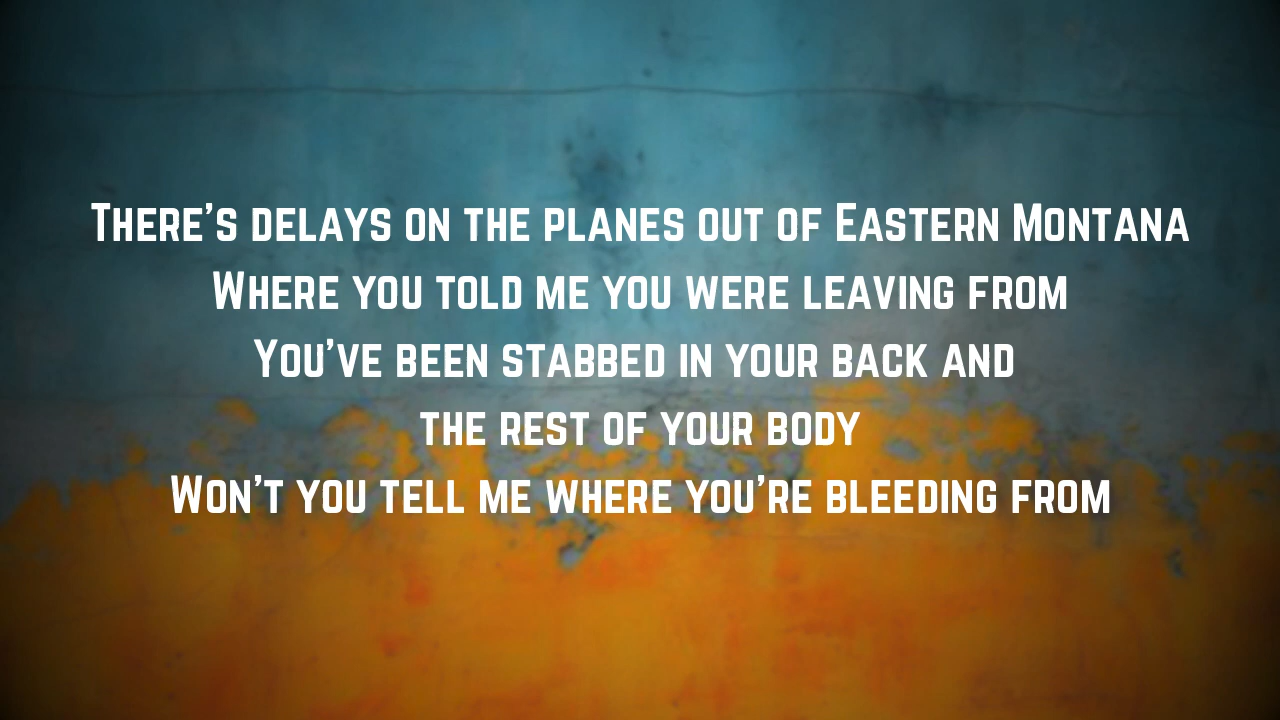 There's delays on the planes out of Eastern Montana
Where you told me you were leaving from
You've been stabbed in your back and
the rest of your body
Won't you tell me where you're bleeding from